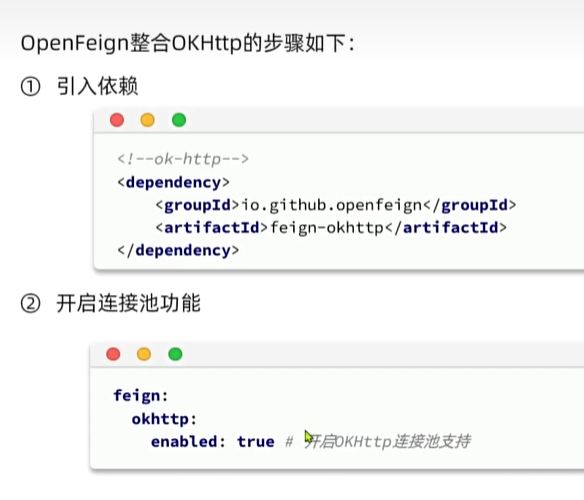 OpenFeign整合OKHttp的步骤如下：
① 引入依赖
<!--ok-http-->
<dependency>
    <groupId>io.github.openfeign</groupId>
    <artifactId>feign-okhttp</artifactId>
</dependency>
② 开启连接池功能
feign:
  okhttp:
    enabled: true # 开启OKHttp连接池支持